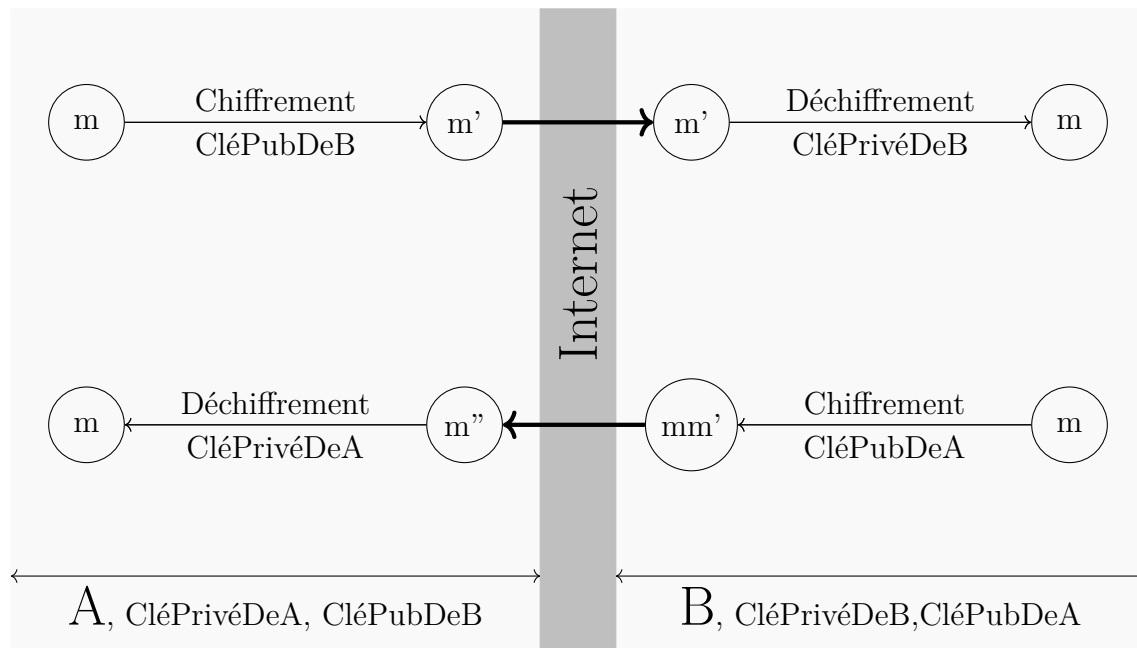 Chiffrement
Déchiffrement
m
m'
m'
m
CléPubDeB
CléPrivéDeB
Internet
Déchiffrement
Chiffrement
m
m"
mm'
m
CléPrivéDeA
CléPubDeA
A, CléPrivéDeA, CléPubDeB
B, CléPrivéDeB,CléPubDeA